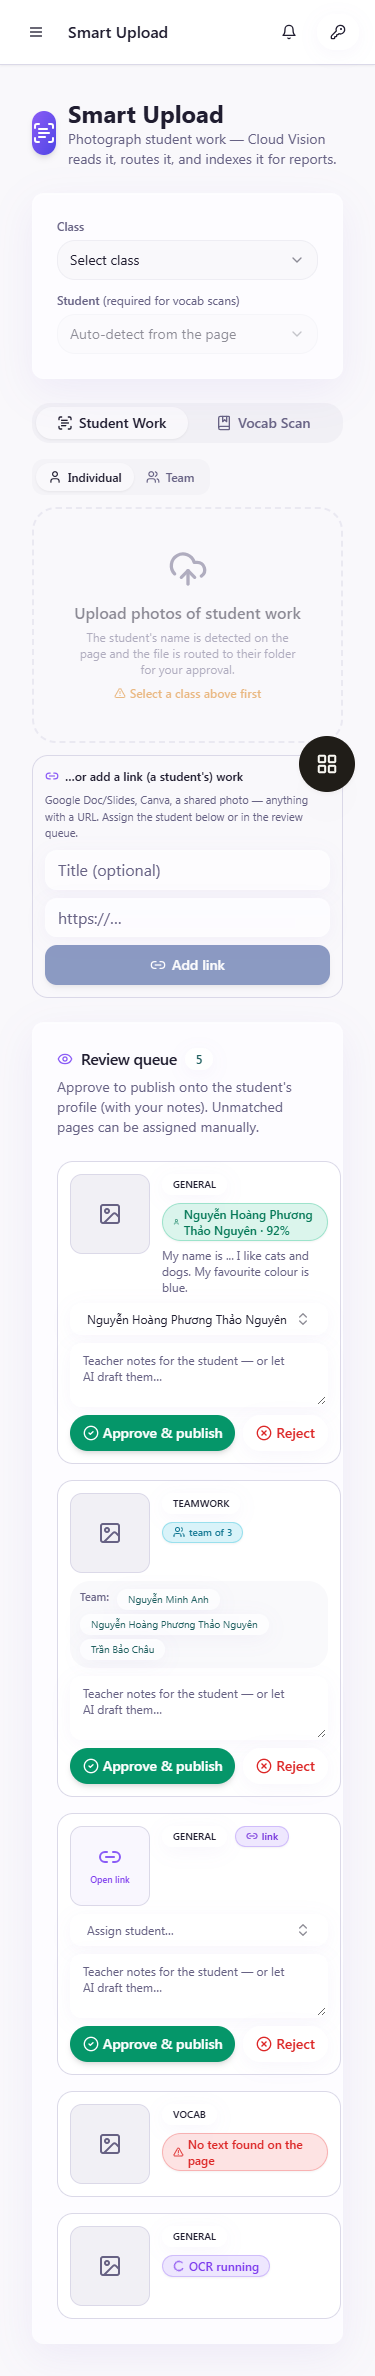 Smart Upload
Smart Upload
Photograph student work — Cloud Vision
reads it, routes it, and indexes it for reports.
Class
Select class
Student (required for vocab scans)
Auto-detect from the page
Student Work
Vocab Scan
Individual
Team
Upload photos of student work
The student's name is detected on the
page and the file is routed to their folder
for your approval.
Select a class above first
...or add a link (a student's) work
Google Doc/Slides, Canva, a shared photo — anything
with a URL. Assign the student below or in the review
queue.
Title (optional)
https://...
Add link
Review queue 5
Approve to publish onto the student's
profile (with your notes). Unmatched
pages can be assigned manually.
GENERAL
Nguyễn Hoàng Phương
Thảo Nguyên · 92%
My name is ... I like cats and
dogs. My favourite colour is
blue.
Nguyễn Hoàng Phương Thảo Nguyên
Teacher notes for the student — or let
AI draft them...
Approve & publish
Reject
TEAMWORK
team of 3
Team: Nguyễn Minh Anh
Nguyễn Hoàng Phương Thảo Nguyên
Trần Bảo Châu
Teacher notes for the student — or let
AI draft them...
Approve & publish
Reject
Open link
GENERAL
link
Assign student...
Teacher notes for the student — or let
AI draft them...
Approve & publish
Reject
VOCAB
No text found on the
page
GENERAL
OCR running